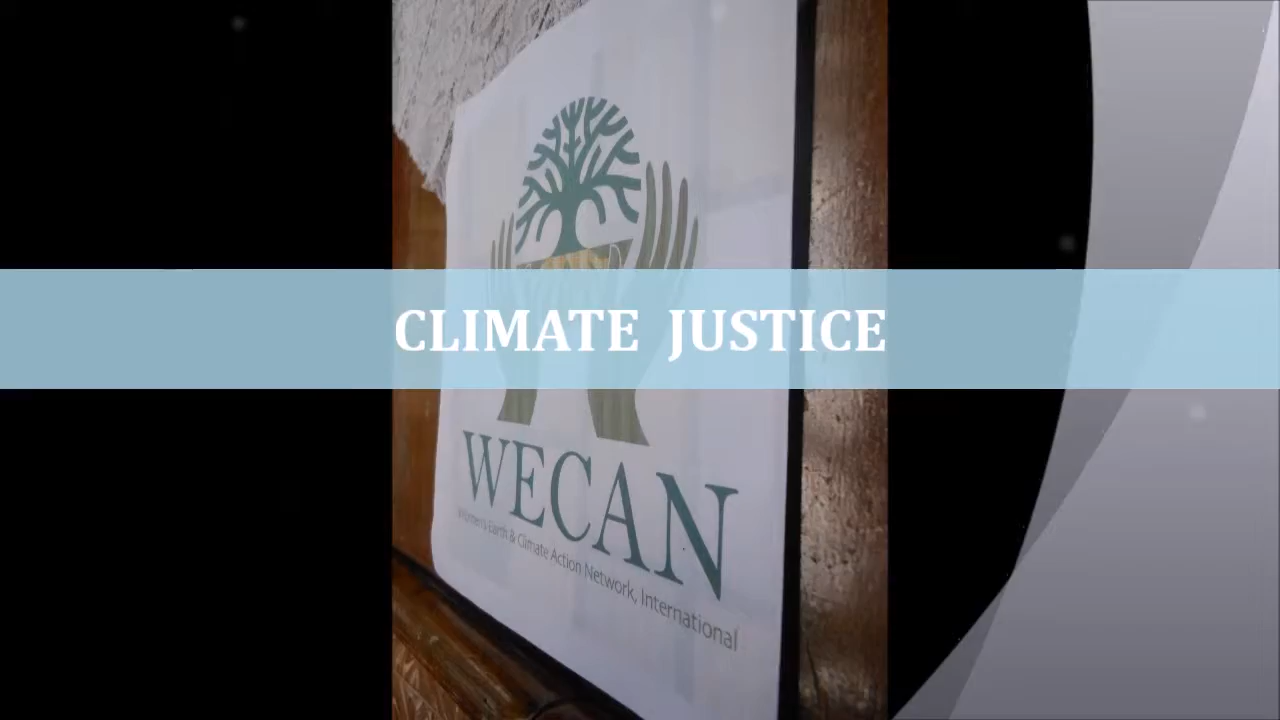 CLIMATE JUSTICE
WECAN
Women's Earth & Climate Action Network, International